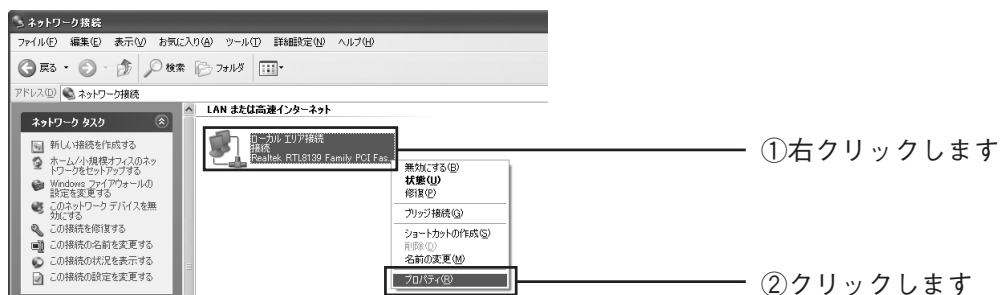 ネットワーク接続
ファイル(F) 編集(E) 表示(V) お気に入り(A) ツール(T) 詳細設定(N) ヘルプ(H)
戻る 検索 フォルダ
アドレス(D) ネットワーク接続
LAN または高速インターネット
ネットワーク タスク
新しい接続を作成する
ホーム/小規模オフィスのネッ
トワークをセットアップする
Windows ファイアウォールの
設定を変更する
このネットワーク デバイスを無
効にする
この接続を修復する
この接続の名前を変更する
この接続の状況を表示する
この接続の設定を変更する
ローカル エリア接続
接続
Realtek RTL8139 Family PCI Fas...
①右クリックします
無効にする(B)
状態(U)
修復(P)
ブリッジ接続(G)
ショートカットの作成(S)
削除(D)
名前の変更(M)
プロパティ(R)
②クリックします